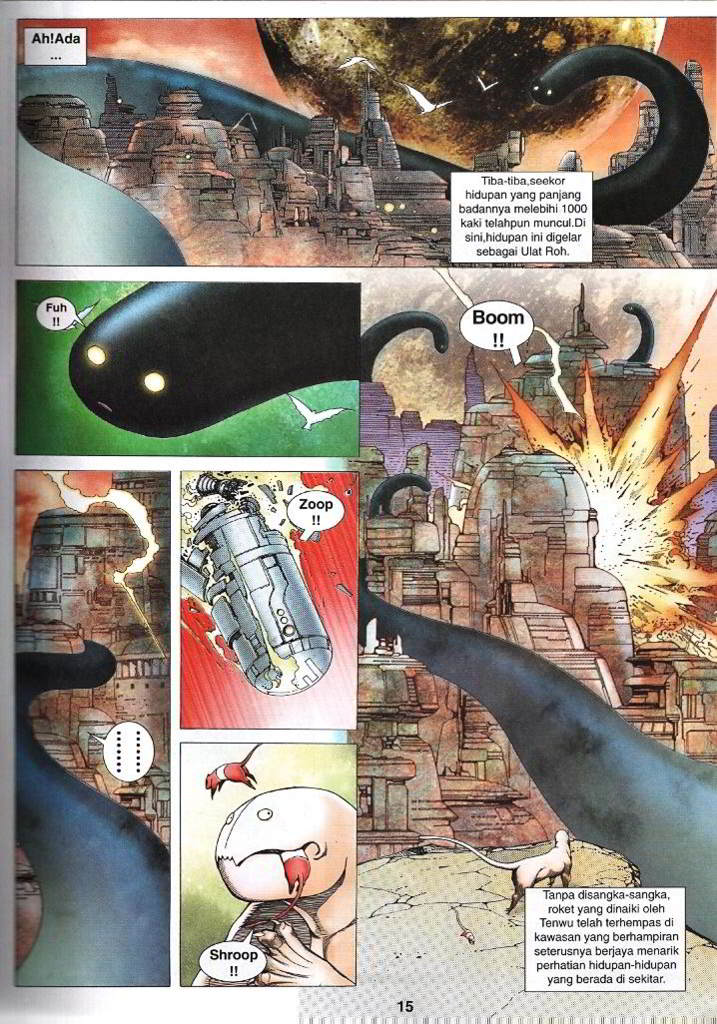 Ah!Ada
...
Tiba-tiba,seekor
hidupan yang panjang
badannya melebihi 1000
kaki telahpun muncul.Di
sini,hidupan ini digelar
sebagai Ulat Roh.
Fuh
!!
Boom
!!
Zoop
!!
Shroop
!!
Tanpa disangka-sangka,
roket yang dinaiki oleh
Tenwu telah terhempas di
kawasan yang berhampiran
seterusnya berjaya menarik
perhatian hidupan-hidupan
yang berada di sekitar.
15